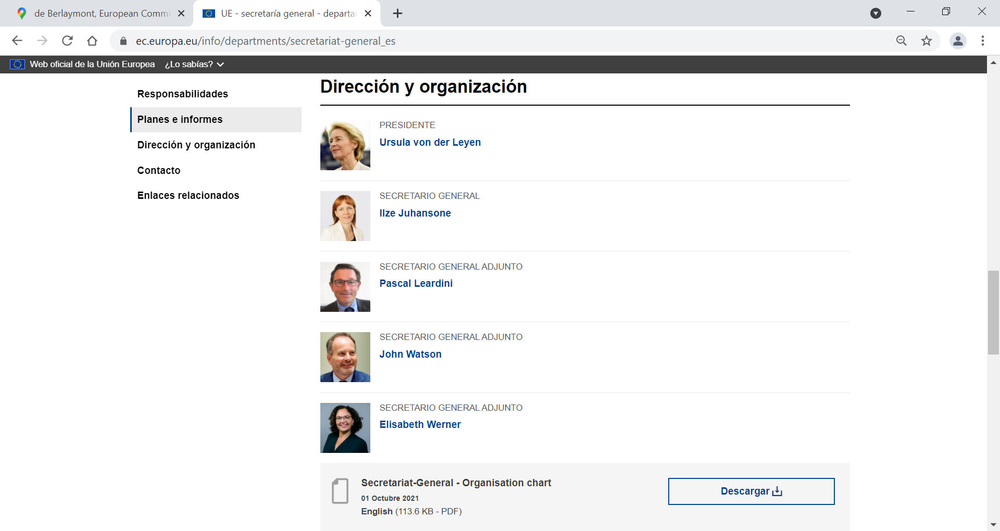 de Berlaymont, European Commi
UE - secretaría general - departa
ec.europa.eu/info/departments/secretariat-general_es
Web oficial de la Unión Europea ¿Lo sabías?
Responsabilidades
Planes e informes
Dirección y organización
Contacto
Enlaces relacionados
Dirección y organización
PRESIDENTE
Ursula von der Leyen
SECRETARIO GENERAL
Ilze Juhansone
SECRETARIO GENERAL ADJUNTO
Pascal Leardini
SECRETARIO GENERAL ADJUNTO
John Watson
SECRETARIO GENERAL ADJUNTO
Elisabeth Werner
Secretariat-General - Organisation chart
01 Octubre 2021
English (113.6 KB - PDF)
Descargar